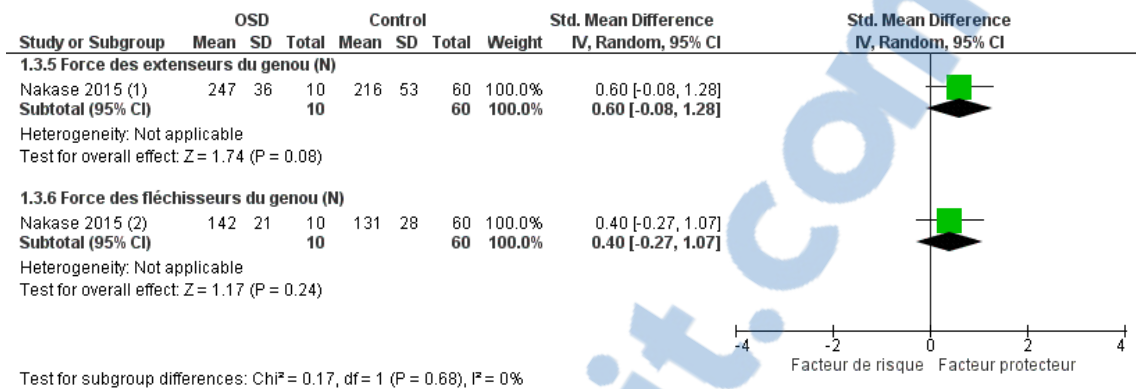 OSD Control Std. Mean Difference Std. Mean Difference
Study or Subgroup Mean SD Total Mean SD Total Weight IV, Random, 95% CI IV, Random, 95% CI
1.3.5 Force des extenseurs du genou (N)
Nakase 2015 (1) 247 36 10 216 53 60 100.0% 0.60 [-0.08, 1.28]
Subtotal (95% CI) 10 60 100.0% 0.60 [-0.08, 1.28]
Heterogeneity: Not applicable
Test for overall effect: Z = 1.74 (P = 0.08)
1.3.6 Force des fléchisseurs du genou (N)
Nakase 2015 (2) 142 21 10 131 28 60 100.0% 0.40 [-0.27, 1.07]
Subtotal (95% CI) 10 60 100.0% 0.40 [-0.27, 1.07]
Heterogeneity: Not applicable
Test for overall effect: Z = 1.17 (P = 0.24)
-4 -2 0 2 4
Facteur de risque Facteur protecteur
Test for subgroup differences: Chi² = 0.17, df = 1 (P = 0.68), I² = 0%